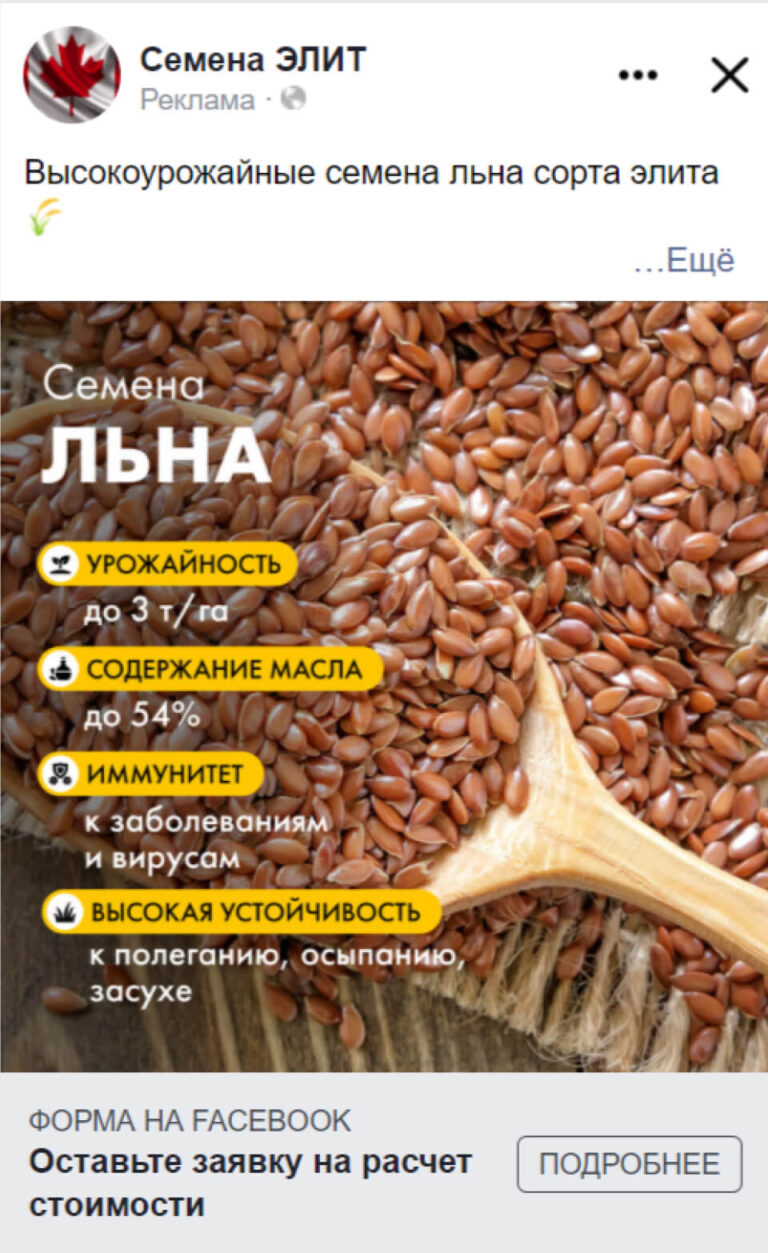 Семена ЭЛИТ
Реклама ·
Высокоурожайные семена льна сорта элита
...Ещё
Семена
ЛЬНА
УРОЖАЙНОСТЬ
до 3 т/га
СОДЕРЖАНИЕ МАСЛА
до 54%
ИММУНИТЕТ
к заболеваниям
и вирусам
ВЫСОКАЯ УСТОЙЧИВОСТЬ
к полеганию, осыпанию,
засухе
ФОРМА НА FACEBOOK
Оставьте заявку на расчет
стоимости
ПОДРОБНЕЕ